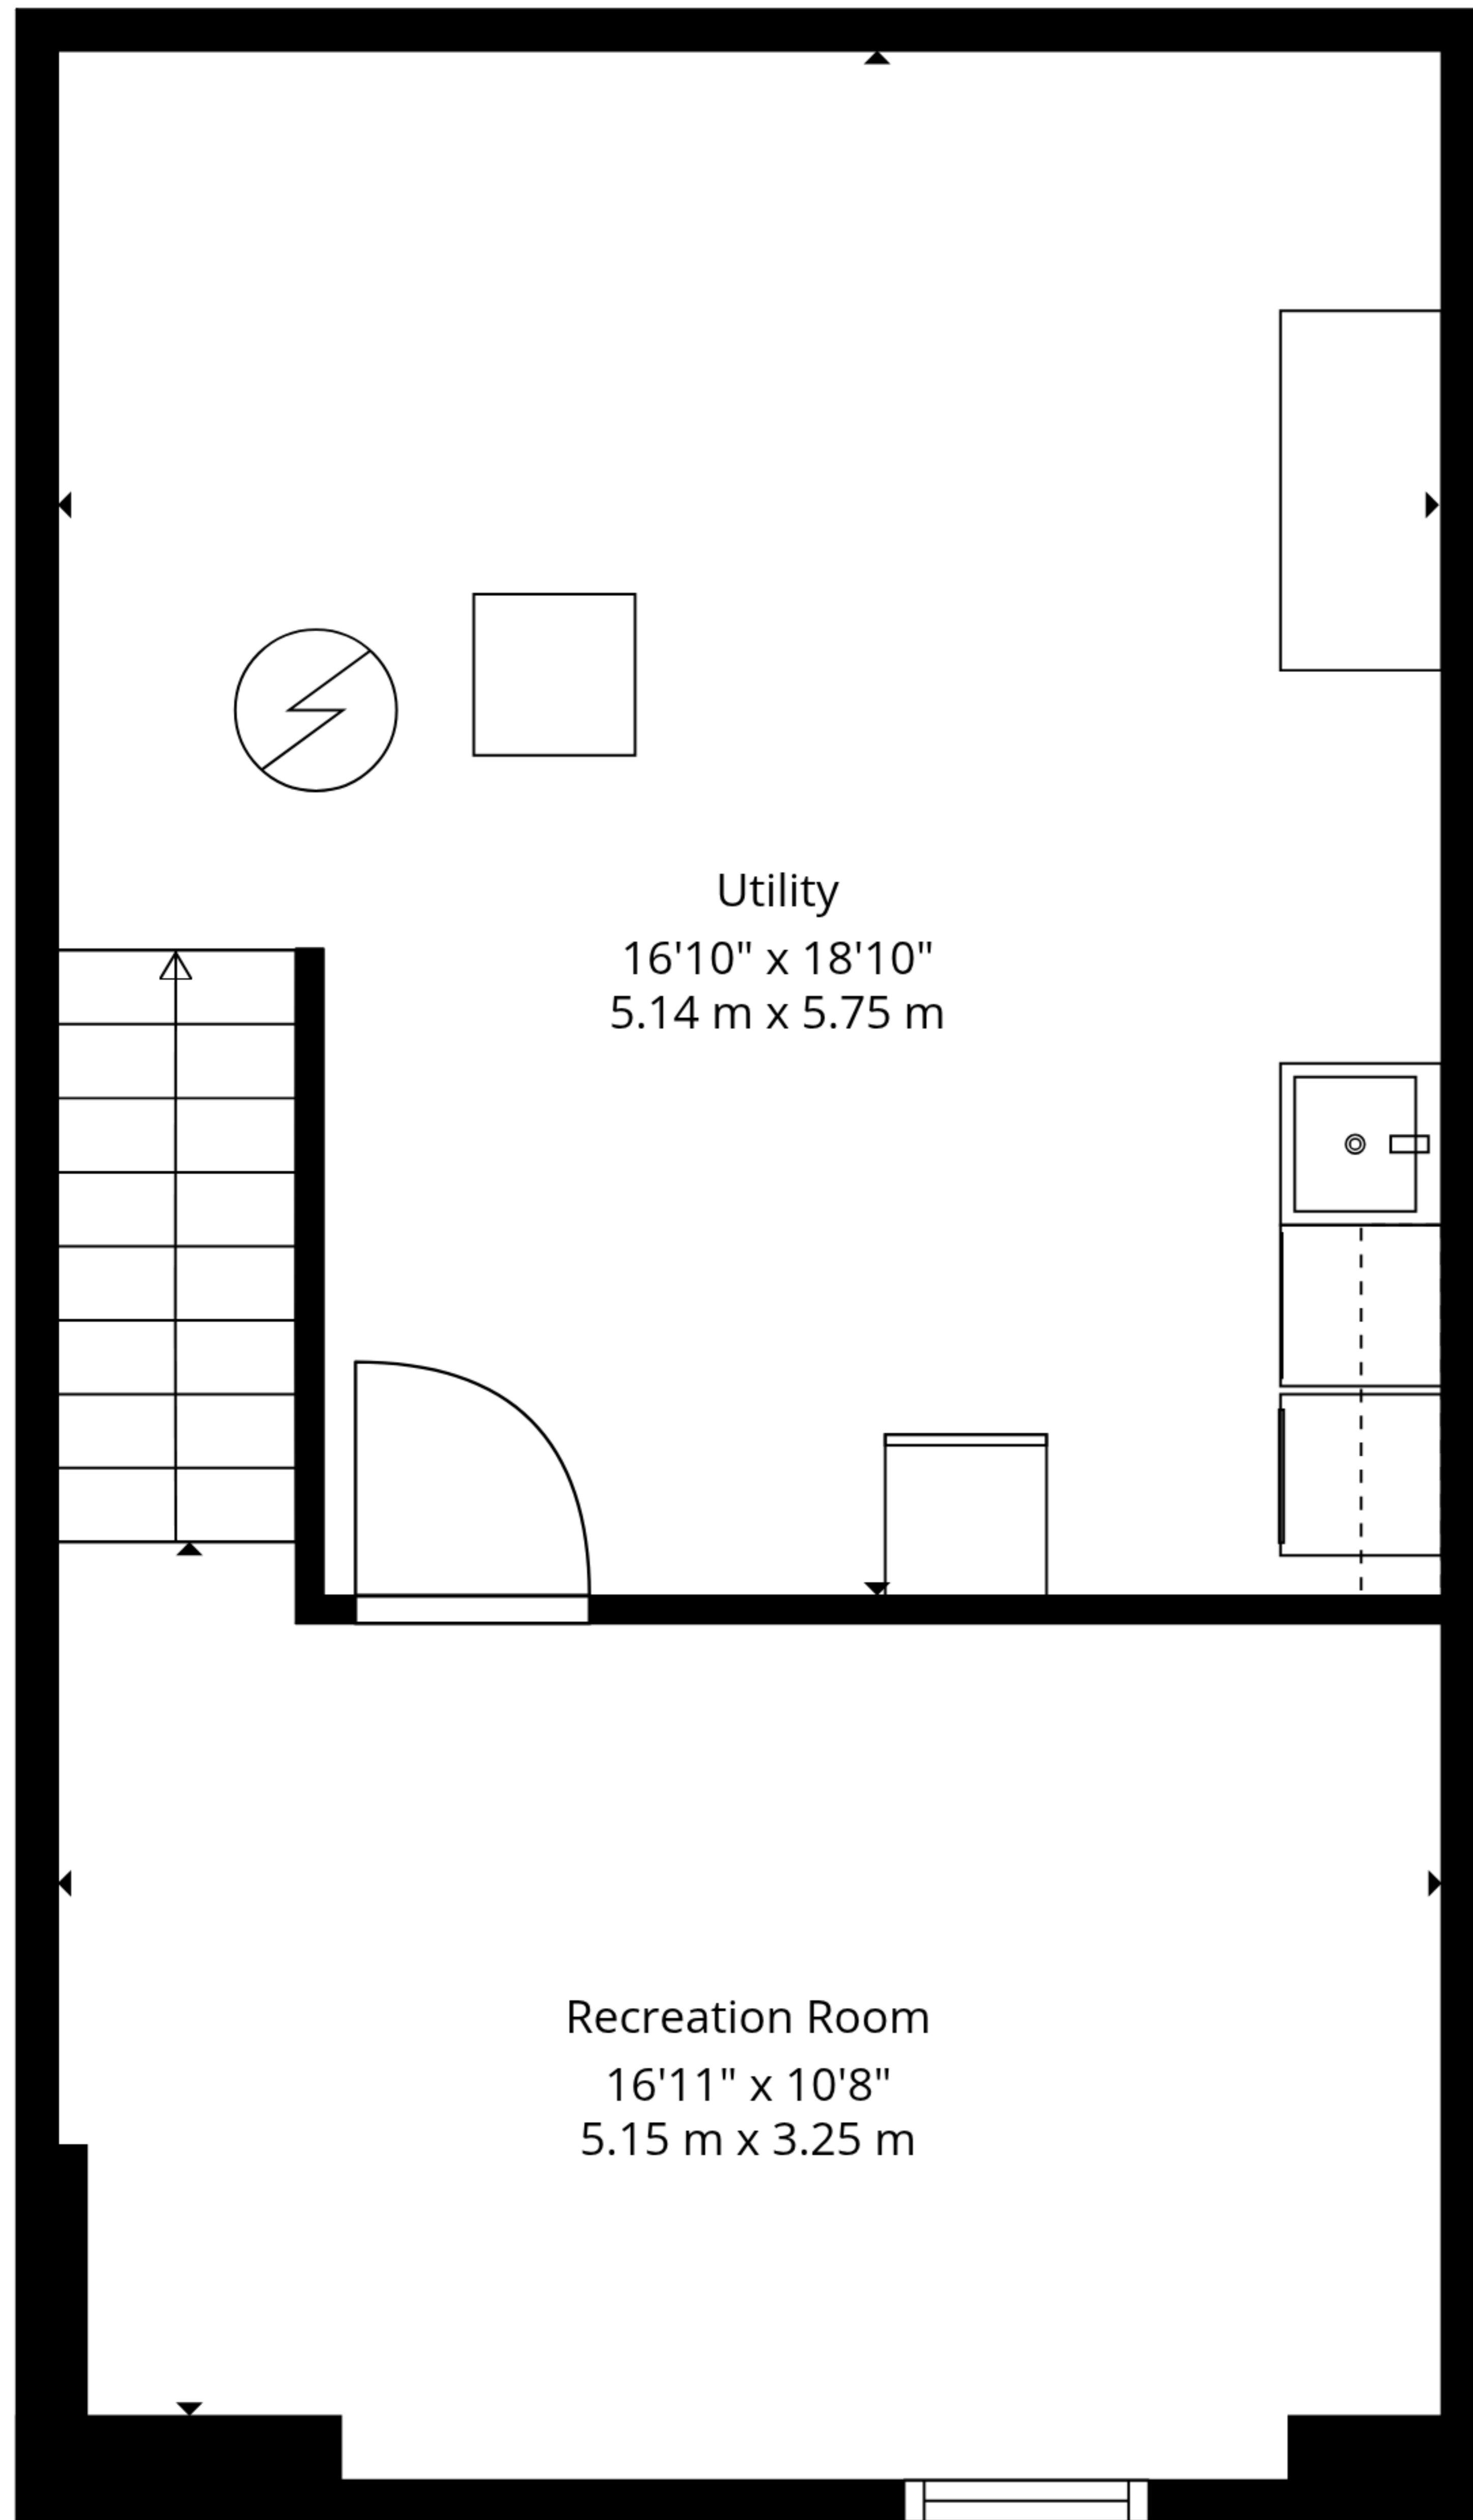 Utility
16'10" x 18'10"
5.14 m x 5.75 m
Recreation Room
16'11" x 10'8"
5.15 m x 3.25 m